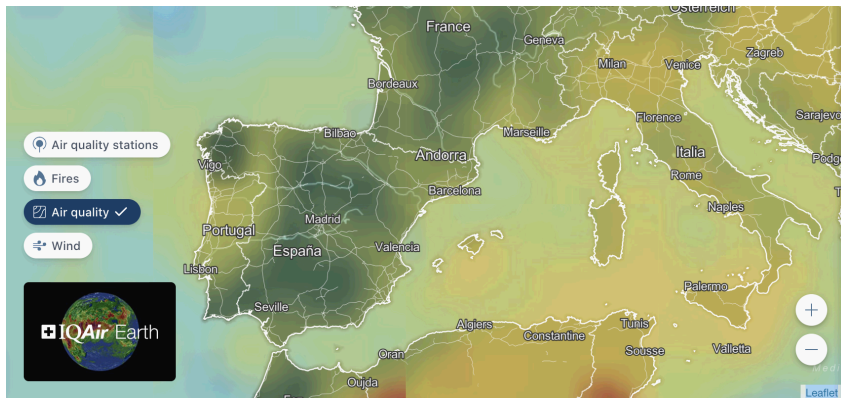 Österreich
France
Geneva
Zagreb
Milan
Venice
Bordeaux
Florence
Sarajevo
Marseille
Bilbao
Air quality stations
Andorra
Italia
Vigo
Rome
Fires
Barcelona
Naples
Air quality
Madrid
Portugal
España
Valencia
Wind
Lisbon
Palermo
Seville
IQAir Earth
Algiers
Constantine
Tunis
Oran
Sousse
Valletta
Oujda
Leaflet